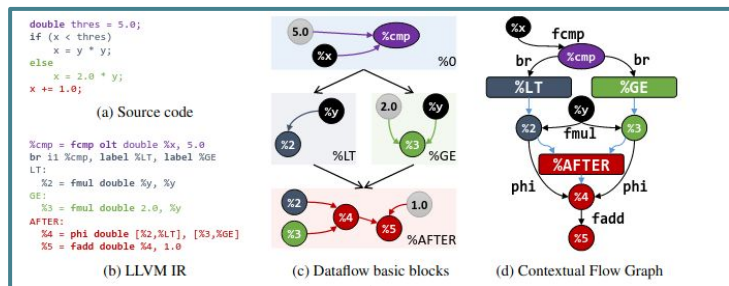 double thres = 5.0;
if (x < thres)
x = y * y;
else
x = 2.0 * y;
x += 1.0;
(a) Source code
%cmp = fcmp olt double %x, 5.0
br i1 %cmp, label %LT, label %GE
LT:
%2 = fmul double %y, %y
GE:
%3 = fmul double 2.0, %y
AFTER:
%4 = phi double [%2,%LT], [%3,%GE]
%5 = fadd double %4, 1.0
(b) LLVM IR
5.0
%cmp
%x
%0
%y
%2
%LT
2.0
%y
%3
%GE
%2
1.0
%4
%5
%3
%AFTER
(c) Dataflow basic blocks
%x
fcmp
%cmp
br
br
%LT
%GE
%y
%2
%3
fmul
%AFTER
phi
phi
%4
fadd
%5
(d) Contextual Flow Graph